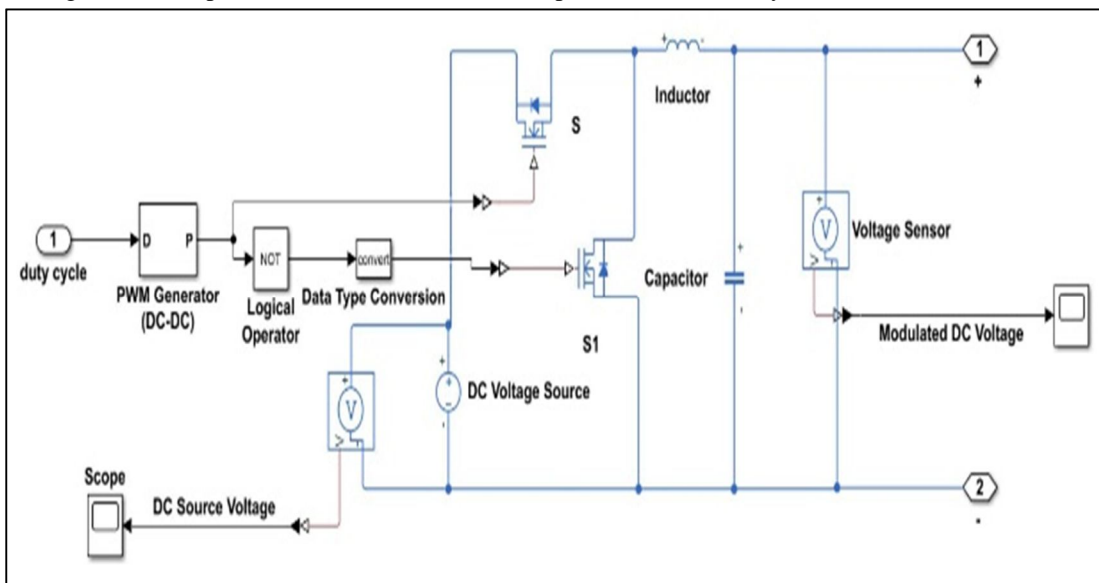 +
-
Inductor
1
+
S
1
duty cycle
D
P
PWM Generator
(DC-DC)
NOT
Logical
Operator
convert
Data Type Conversion
S1
Capacitor
+
-
+
V
Voltage Sensor
Modulated DC Voltage
+
V
+
-
DC Voltage Source
Scope
DC Source Voltage
2
-